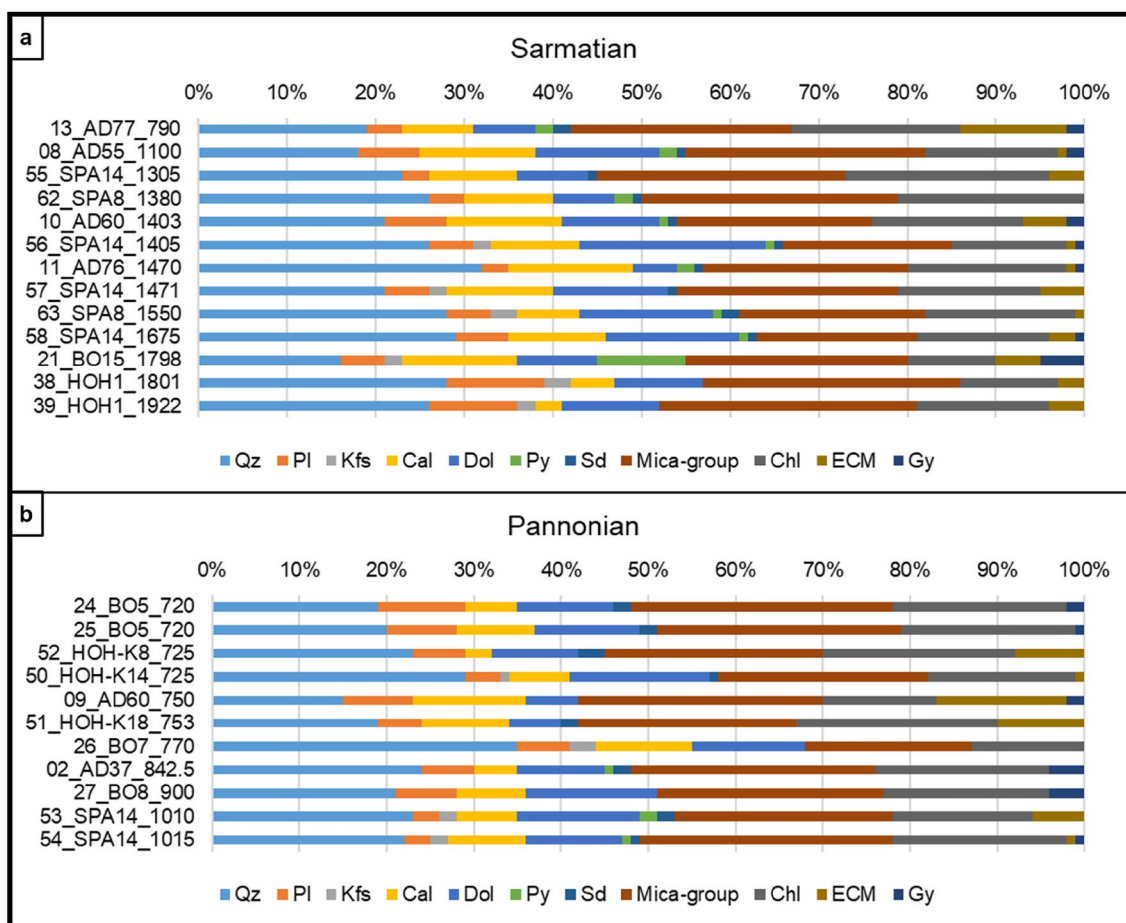 a
Sarmatian
0% 10% 20% 30% 40% 50% 60% 70% 80% 90% 100%
13_AD77_790
08_AD55_1100
55_SPA14_1305
62_SPA8_1380
10_AD60_1403
56_SPA14_1405
11_AD76_1470
57_SPA14_1471
63_SPA8_1550
58_SPA14_1675
21_BO15_1798
38_HOH1_1801
39_HOH1_1922
Qz Pl Kfs Cal Dol Py Sd Mica-group Chl ECM Gy
b
Pannonian
0% 10% 20% 30% 40% 50% 60% 70% 80% 90% 100%
24_BO5_720
25_BO5_720
52_HOH-K8_725
50_HOH-K14_725
09_AD60_750
51_HOH-K18_753
26_BO7_770
02_AD37_842.5
27_BO8_900
53_SPA14_1010
54_SPA14_1015
Qz Pl Kfs Cal Dol Py Sd Mica-group Chl ECM Gy